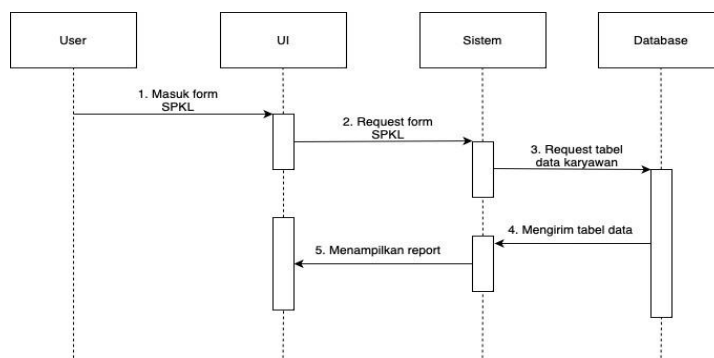 User
UI
Sistem
Database
1. Masuk form
SPKL
2. Request form
SPKL
3. Request tabel
data karyawan
4. Mengirim tabel data
5. Menampilkan report